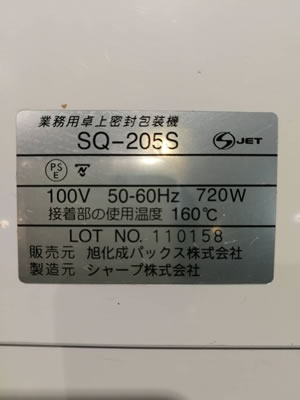 業務用卓上密封包装機
SQ-205S
JET
PS
E
100V 50-60Hz 720W
接着部の使用温度 160℃
LOT NO. 110158
販売元 旭化成パックス株式会社
製造元 シャープ株式会社